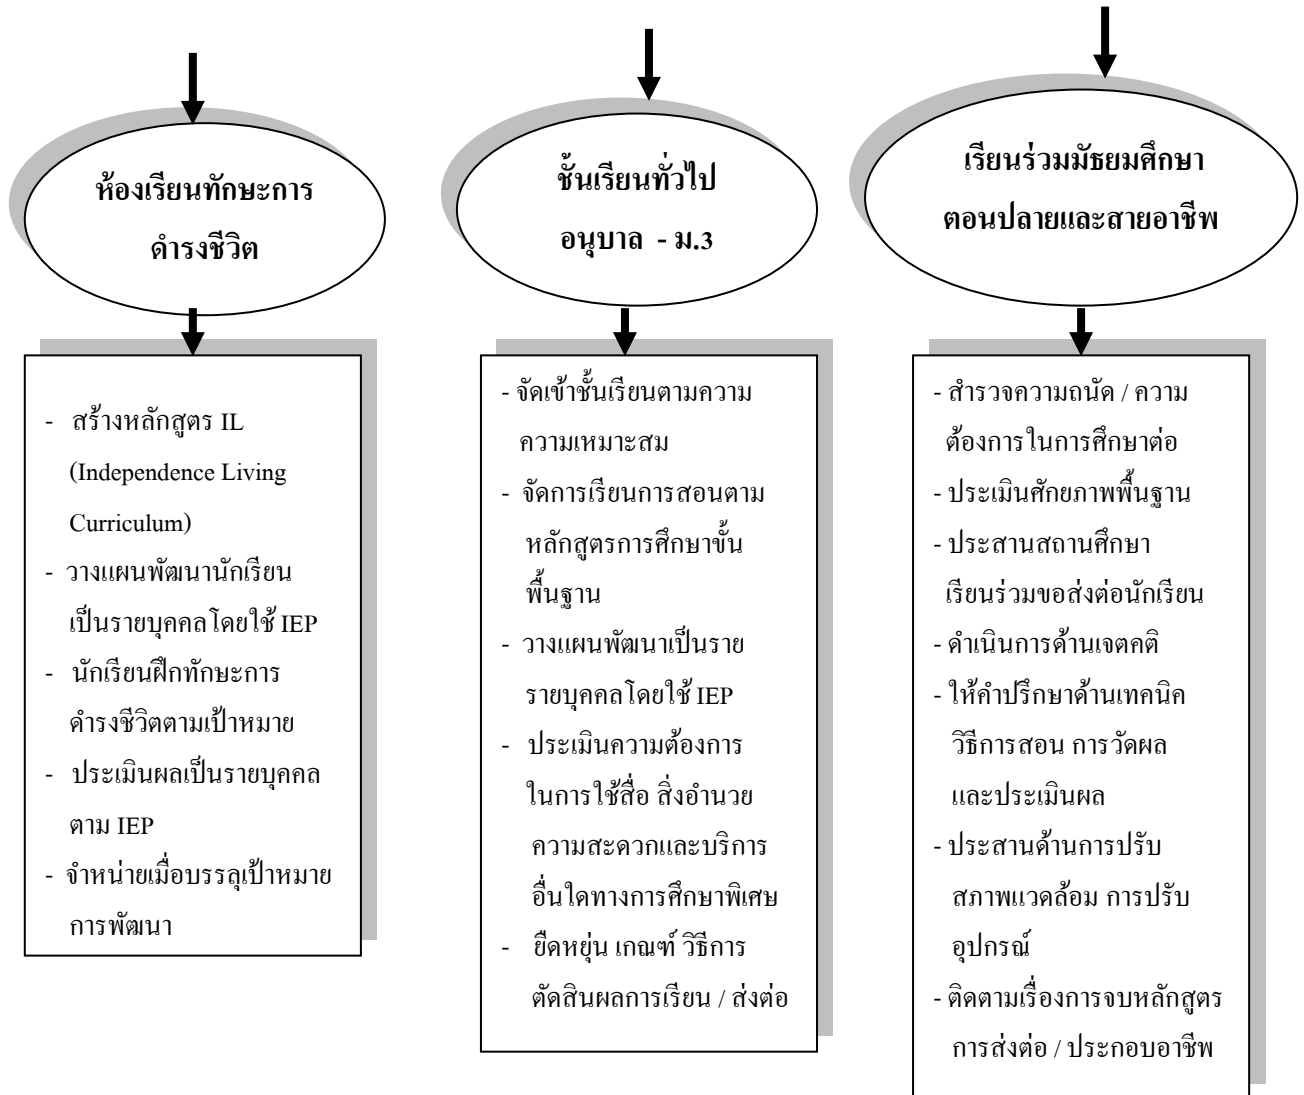 ห้องเรียนทักษะการ
ดำรงชีวิต
- สร้างหลักสูตร IL
(Independence Living
Curriculum)
- วางแผนพัฒนานักเรียน
เป็นรายบุคคลโดยใช้ IEP
- นักเรียนฝึกทักษะการ
ดำรงชีวิตตามเป้าหมาย
- ประเมินผลเป็นรายบุคคล
ตาม IEP
- จำหน่ายเมื่อบรรลุเป้าหมาย
การพัฒนา
ชั้นเรียนทั่วไป
อนุบาล - ม.3
- จัดเข้าชั้นเรียนตามความ
ความเหมาะสม
- จัดการเรียนการสอนตาม
หลักสูตรการศึกษาขั้น
พื้นฐาน
- วางแผนพัฒนาเป็นราย
รายบุคคลโดยใช้ IEP
- ประเมินความต้องการ
ในการใช้สื่อ สิ่งอำนวย
ความสะดวกและบริการ
อื่นใดทางการศึกษาพิเศษ
- ยืดหยุ่น เกณฑ์ วิธีการ
ตัดสินผลการเรียน / ส่งต่อ
เรียนร่วมมัธยมศึกษา
ตอนปลายและสายอาชีพ
- สำรวจความถนัด / ความ
ต้องการในการศึกษาต่อ
- ประเมินศักยภาพพื้นฐาน
- ประสานสถานศึกษา
เรียนร่วมขอส่งต่อนักเรียน
- ดำเนินการด้านเจตคติ
- ให้คำปรึกษาด้านเทคนิค
วิธีการสอน การวัดผล
และประเมินผล
- ประสานด้านการปรับ
สภาพแวดล้อม การปรับ
อุปกรณ์
- ติดตามเรื่องการจบหลักสูตร
การส่งต่อ / ประกอบอาชีพ